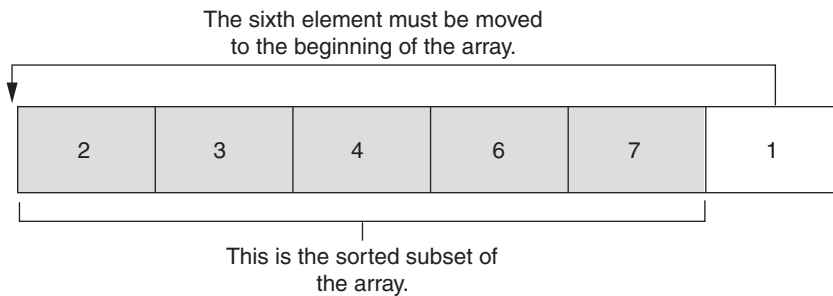 The sixth element must be moved
to the beginning of the array.
2 3 4 6 7 1
This is the sorted subset of
the array.